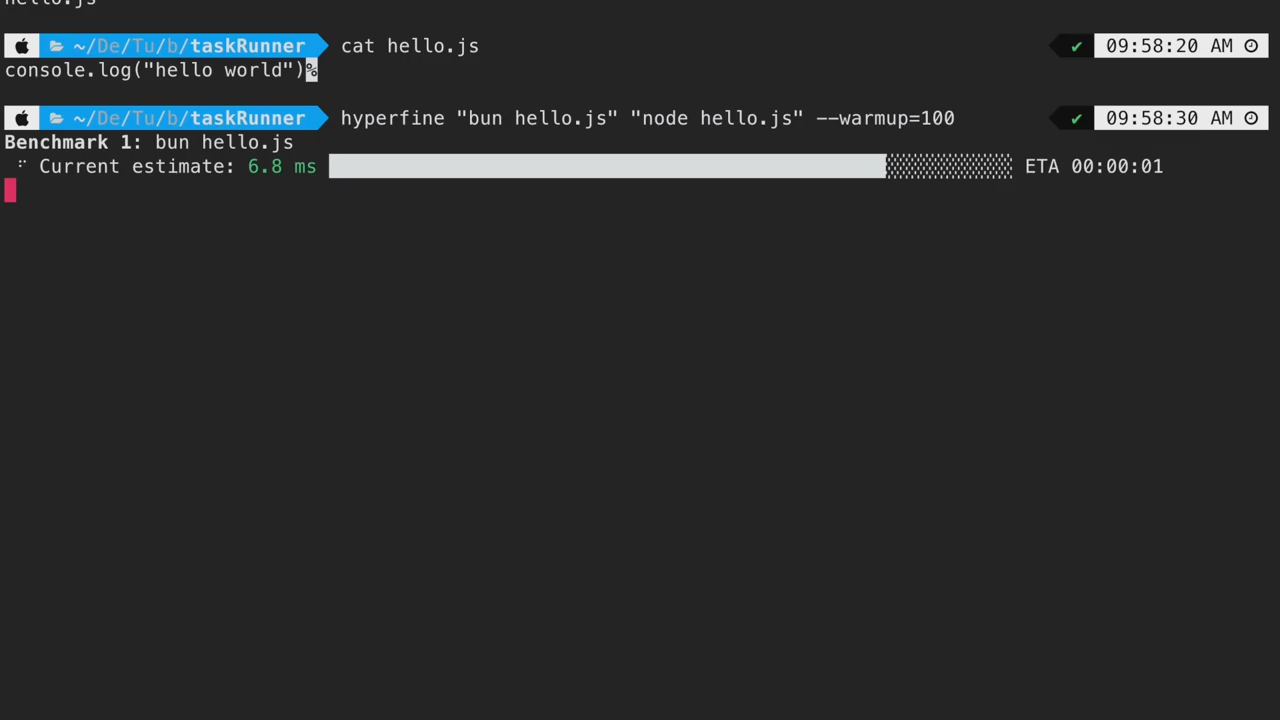 hello.js
~/De/Tu/b/taskRunner cat hello.js ✔ 09:58:20 AM
console.log("hello world")%
~/De/Tu/b/taskRunner hyperfine "bun hello.js" "node hello.js" --warmup=100 ✔ 09:58:30 AM
Benchmark 1: bun hello.js
Current estimate: 6.8 ms ETA 00:00:01